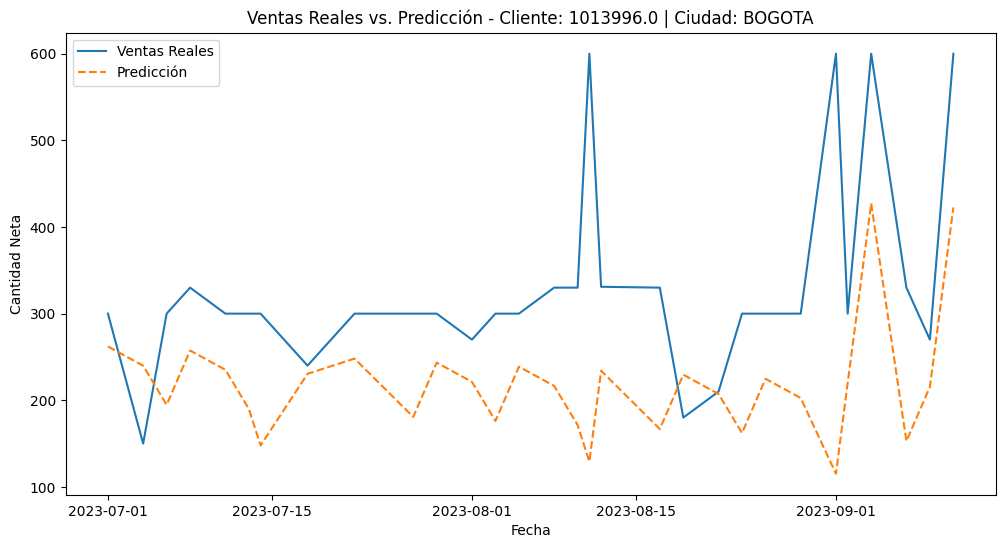 Ventas Reales vs. Predicción - Cliente: 1013996.0 | Ciudad: BOGOTA
Ventas Reales
Predicción
Cantidad Neta
600
500
400
300
200
100
2023-07-01
2023-07-15
2023-08-01
2023-08-15
2023-09-01
Fecha